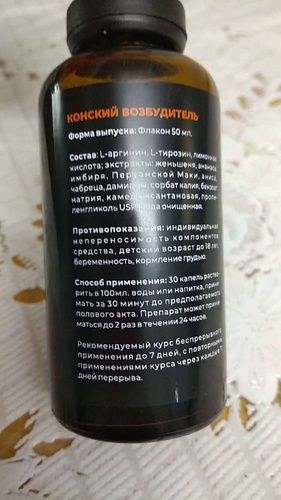 КОНСКИЙ ВОЗБУДИТЕЛЬ
Форма выпуска: Флакон 50 мл.
Состав: L-аргинин, L-тирозин, лимонная
кислота; экстракты: женьшеня, ананаса,
имбиря, Перуанской Маки, аниса,
чабреца, дамианы, сорбат калия, бензоат
натрия, камедь ксантановая, пропи-
ленгликоль USP, вода очищенная.
Противопоказания: индивидуальная
непереносимость компонентов
средства, детский возраст до 18 лет,
беременность, кормление грудью.
Способ применения: 30 капель раство-
рить в 100мл. воды или напитка, прини-
мать за 30 минут до предполагаемого
полового акта. Препарат может прини-
маться до 2 раз в течении 24 часов.
Рекомендуемый курс беспрерывного
применения до 7 дней, с повторными
применениями курса через каждые 7
дней перерыва.